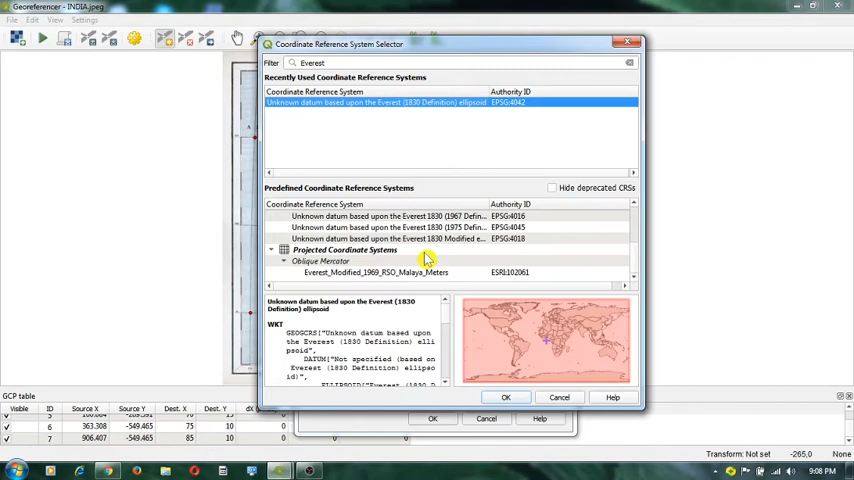 Georeferencer - INDIA.jpeg
File Edit View Settings
Coordinate Reference System Selector
Filter Everest
Recently Used Coordinate Reference Systems
Coordinate Reference System Authority ID
Unknown datum based upon the Everest (1830 Definition) ellipsoid EPSG:4042
Predefined Coordinate Reference Systems Hide deprecated CRSs
Coordinate Reference System Authority ID
Unknown datum based upon the Everest 1830 (1967 Defin... EPSG:4016
Unknown datum based upon the Everest 1830 (1975 Defin... EPSG:4045
Unknown datum based upon the Everest 1830 Modified e... EPSG:4018
Projected Coordinate Systems
Oblique Mercator
Everest_Modified_1969_RSO_Malaya_Meters ESRI:102061
Unknown datum based upon the Everest (1830
Definition) ellipsoid
WKT
GEOGCRS["Unknown datum based upon
the Everest (1830 Definition) elli
psoid",
DATUM["Not specified (based on
Everest (1830 Definition) ellipso
id)",
ELLIPSOID["Everest (1830 D
OK Cancel Help
OK Cancel Help
GCP table
Visible ID Source X Source Y Dest. X Dest. Y dX (
6 363.308 -549.465 75 10 0
7 906.407 -549.465 85 10 0 0 0
Transform: Not set -265,0 None
9:08 PM